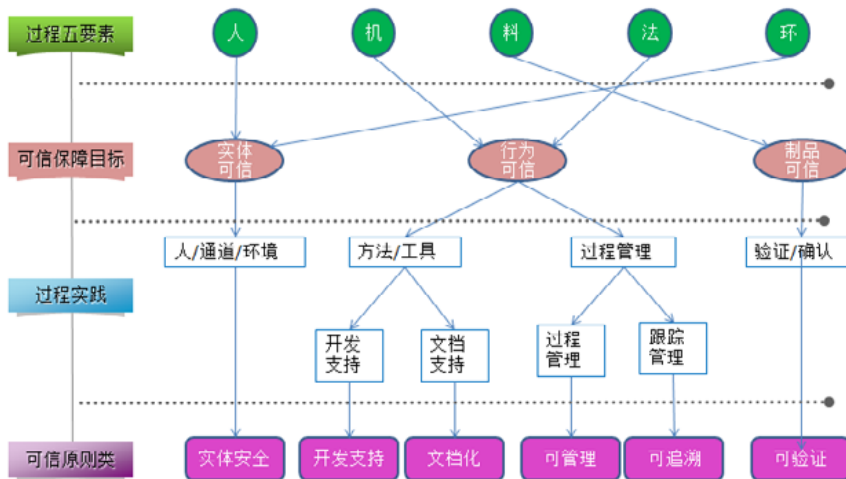 过程五要素
人
机
料
法
环
可信保障目标
实体
可信
行为
可信
制品
可信
人/通道/环境
方法/工具
过程管理
验证/确认
过程实践
开发
支持
文档
支持
过程
管理
跟踪
管理
可信原则类
实体安全
开发支持
文档化
可管理
可追溯
可验证